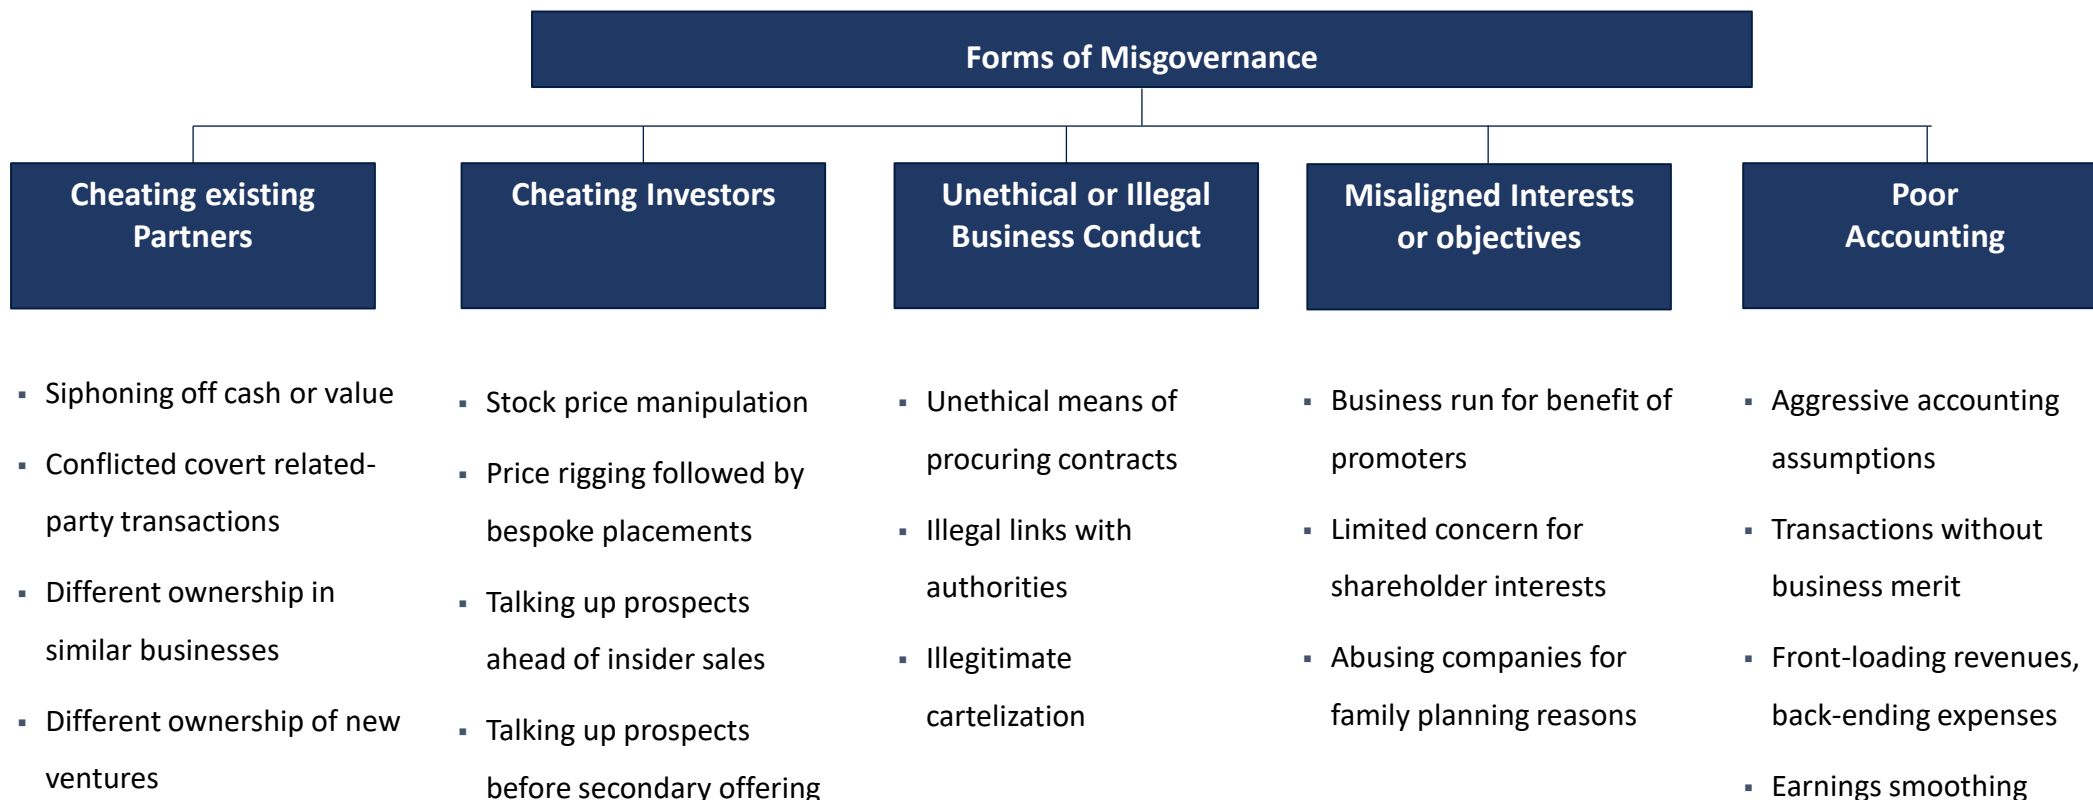 Forms of Misgovernance
Cheating existing
Partners
Cheating Investors
Unethical or Illegal
Business Conduct
Misaligned Interests
or objectives
Poor
Accounting
▪ Siphoning off cash or value
▪ Conflicted covert related-
party transactions
▪ Different ownership in
similar businesses
▪ Different ownership of new
ventures
▪ Stock price manipulation
▪ Price rigging followed by
bespoke placements
▪ Talking up prospects
ahead of insider sales
▪ Talking up prospects
before secondary offering
▪ Unethical means of
procuring contracts
▪ Illegal links with
authorities
▪ Illegitimate
cartelization
▪ Business run for benefit of
promoters
▪ Limited concern for
shareholder interests
▪ Abusing companies for
family planning reasons
▪ Aggressive accounting
assumptions
▪ Transactions without
business merit
▪ Front-loading revenues,
back-ending expenses
▪ Earnings smoothing